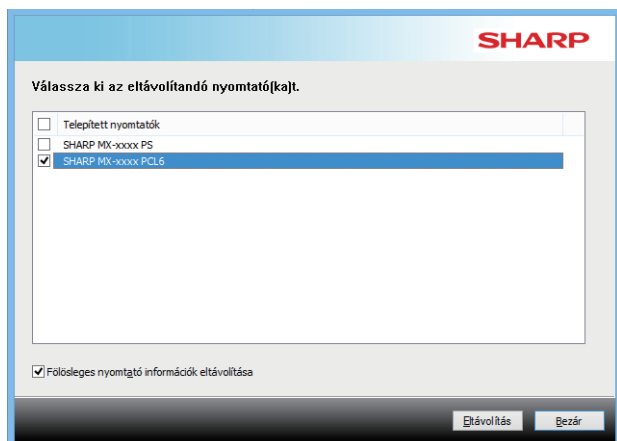 SHARP
Válassza ki az eltávolítandó nyomtató(ka)t.
Telepített nyomtatók
SHARP MX-xxxx PS
SHARP MX-xxxx PCL6
Fölösleges nyomtató információk eltávolítása
Eltávolítás Bezár